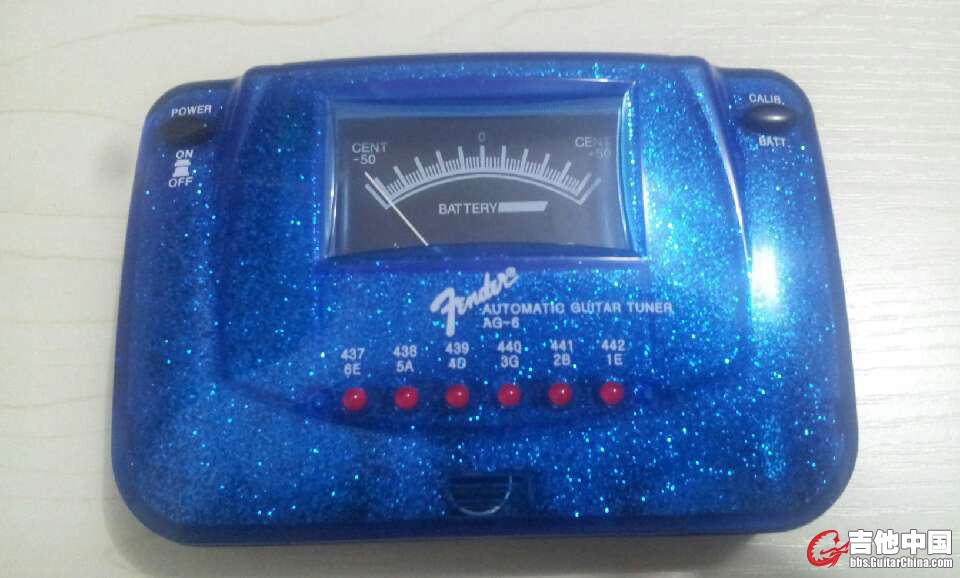 POWER
ON
OFF
CALIB.
BATT.
0
CENT
-50
CENT
+50
BATTERY
Fender®
AUTOMATIC GUITAR TUNER
AG-6
437 438 439 440 441 442
6E 5A 4D 3G 2B 1E
吉他中国
bbs.GuitarChina.com